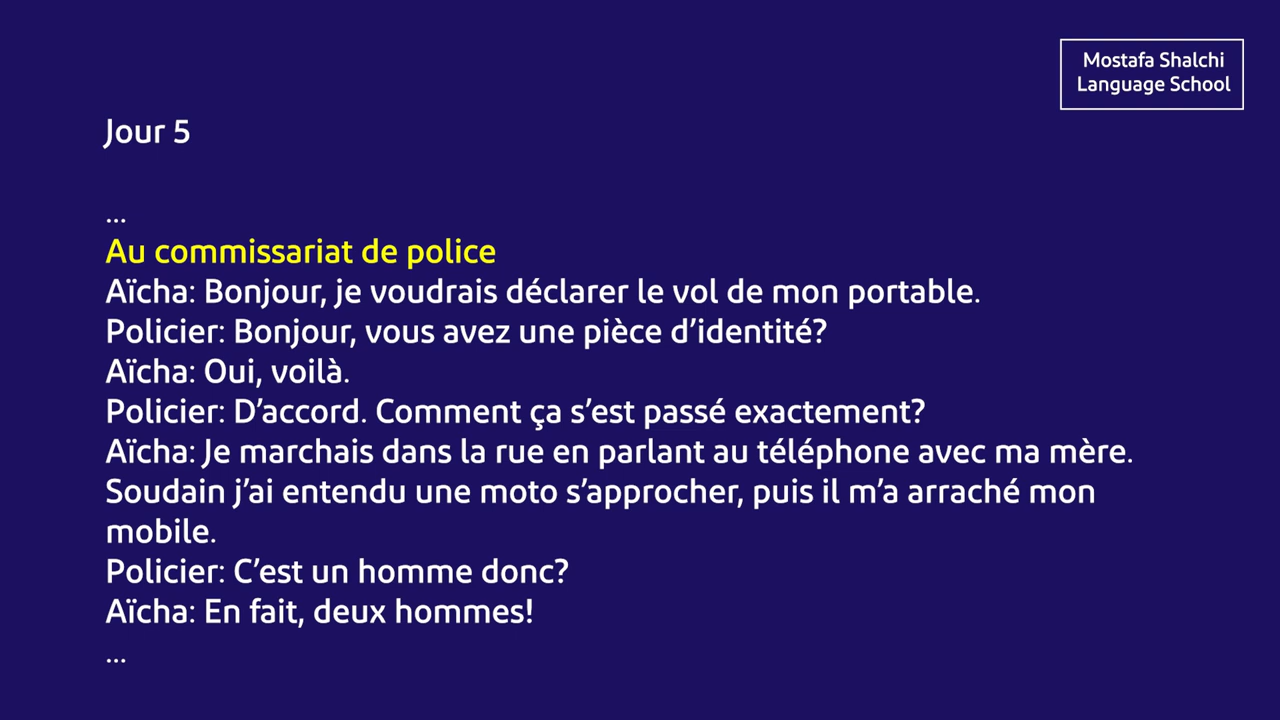 Mostafa Shalchi
Language School
Jour 5
...
Au commissariat de police
Aïcha: Bonjour, je voudrais déclarer le vol de mon portable.
Policier: Bonjour, vous avez une pièce d’identité?
Aïcha: Oui, voilà.
Policier: D’accord. Comment ça s’est passé exactement?
Aïcha: Je marchais dans la rue en parlant au téléphone avec ma mère.
Soudain j’ai entendu une moto s’approcher, puis il m’a arraché mon
mobile.
Policier: C’est un homme donc?
Aïcha: En fait, deux hommes!
...